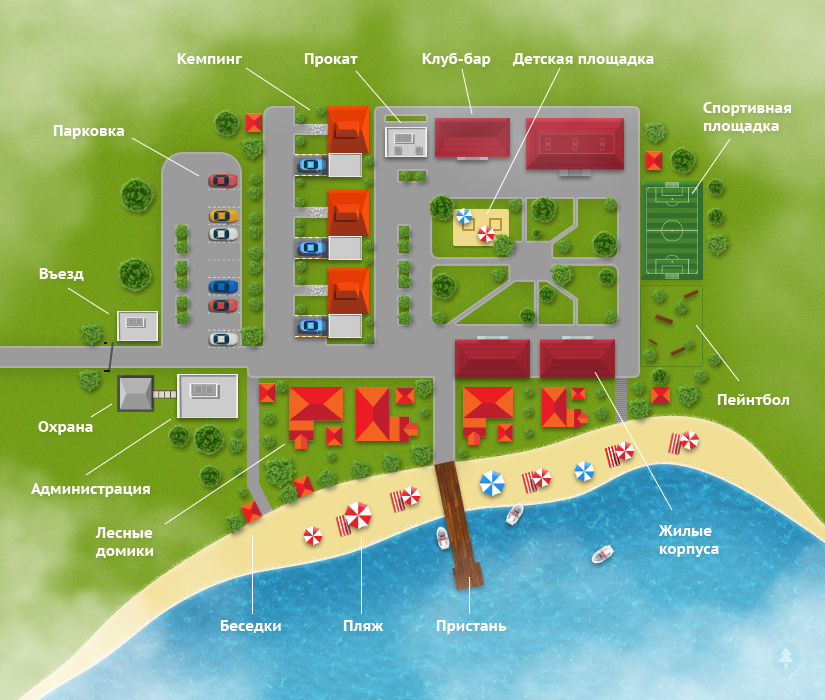 Кемпинг
Прокат
Клуб-бар
Детская площадка
Спортивная
площадка
Парковка
Въезд
Охрана
Пейнтбол
Администрация
Лесные
домики
Жилые
корпуса
Беседки
Пляж
Пристань